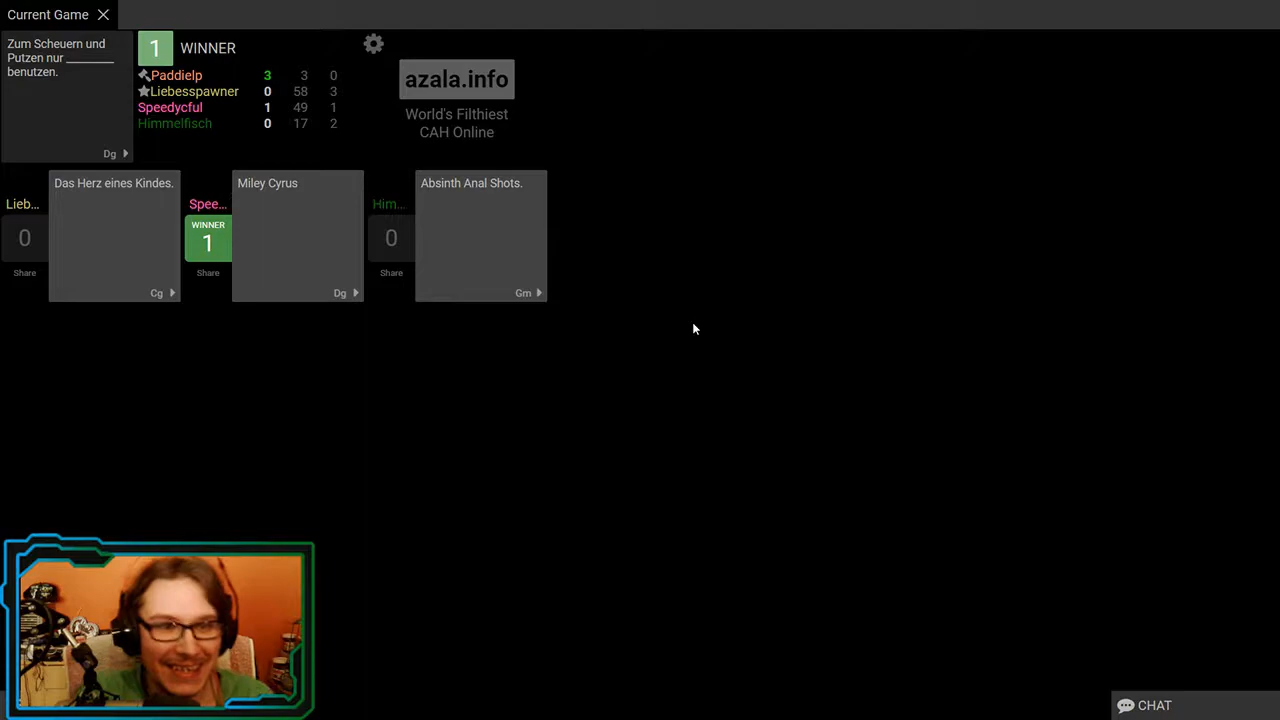 Current Game
Zum Scheuern und
Putzen nur ________
benutzen.
Dg
1 WINNER
Paddielp 3 3 0
Liebesspawner 0 58 3
Speedycful 1 49 1
Himmelfisch 0 17 2
azala.info
World's Filthiest
CAH Online
Lieb...
0
Share
Das Herz eines Kindes.
Cg
Spee...
WINNER
1
Share
Miley Cyrus
Dg
Him...
0
Share
Absinth Anal Shots.
Gm
CHAT